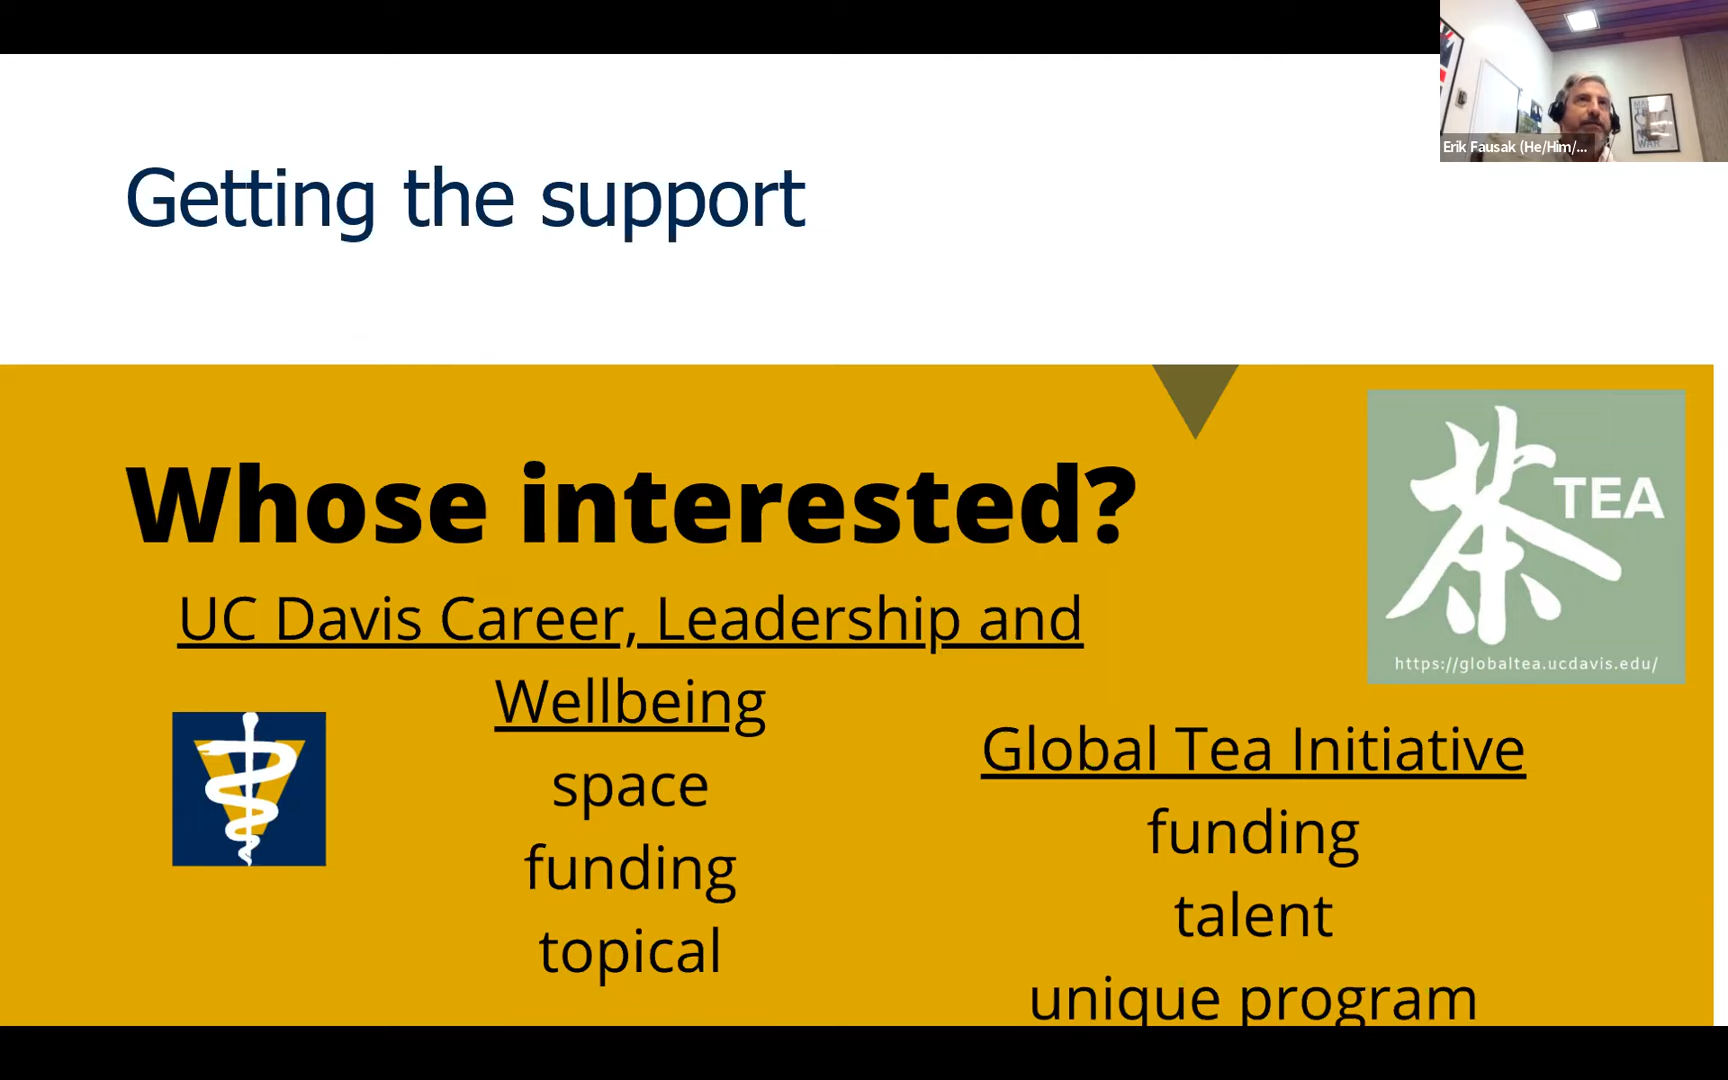 Getting the support
Erik Fausak (He/Him/...
Whose interested?
茶
TEA
https://globaltea.ucdavis.edu/
UC Davis Career, Leadership and
Wellbeing
space
funding
topical
Global Tea Initiative
funding
talent
unique program